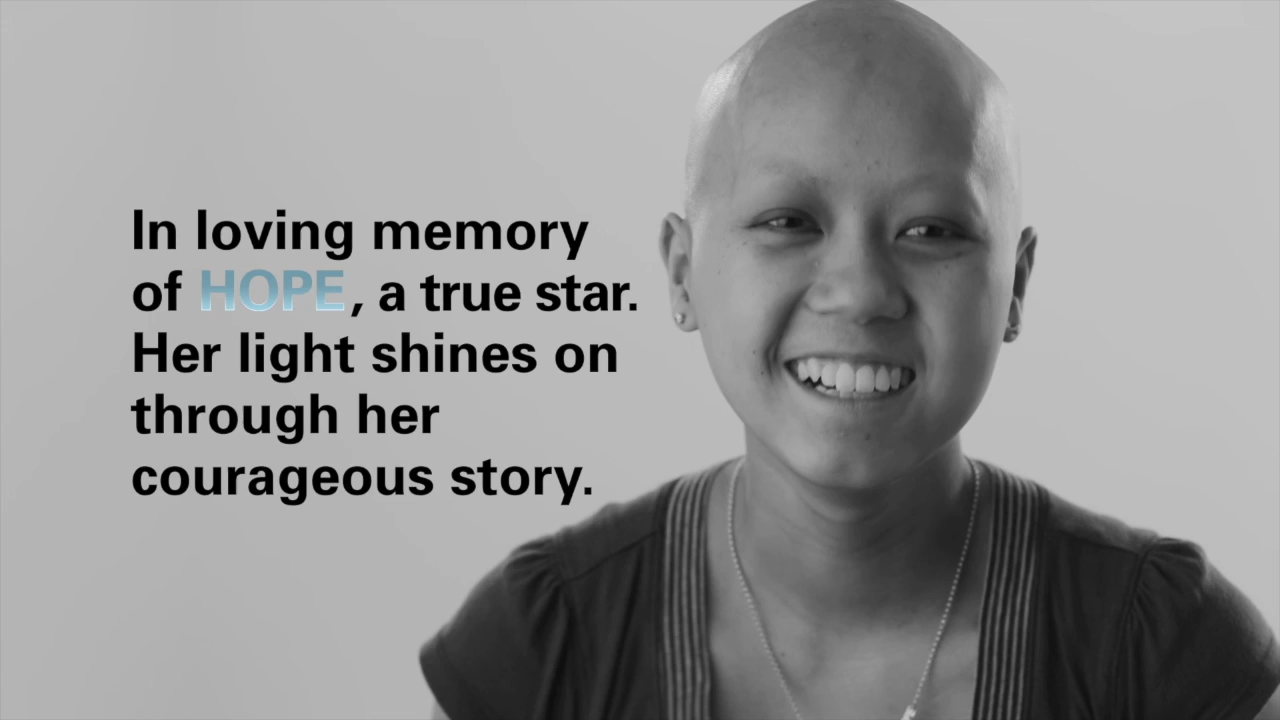 In loving memory
of HOPE, a true star.
Her light shines on
through her
courageous story.